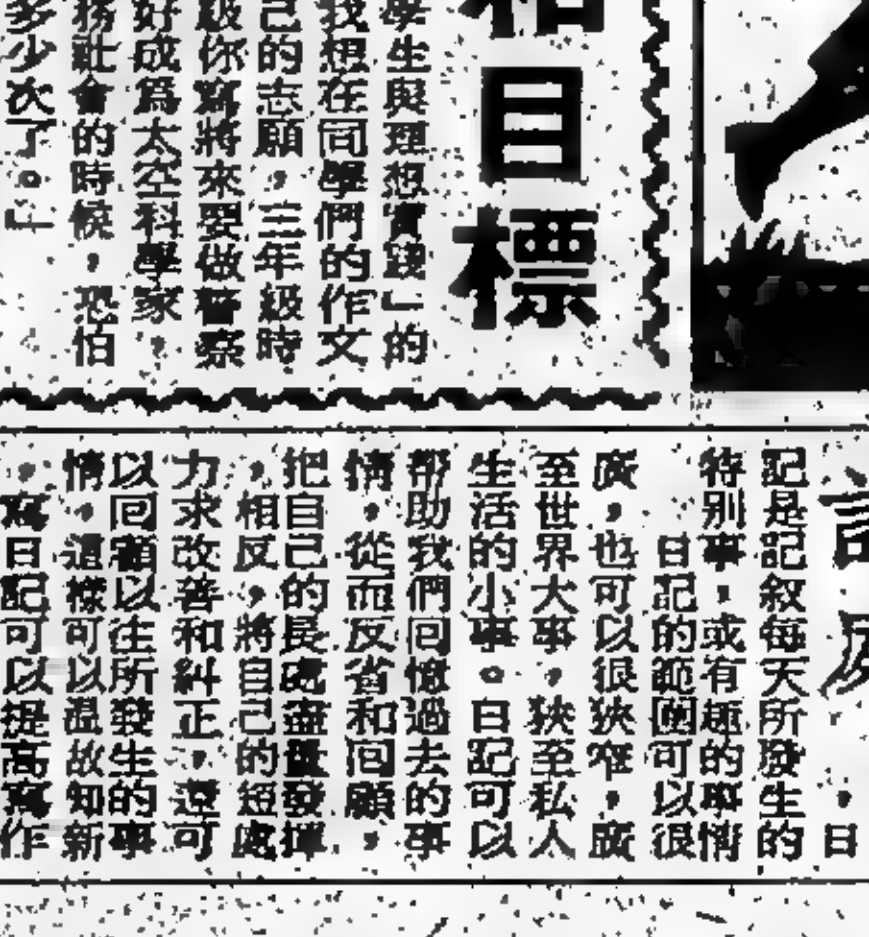 目標
學生與理想實踐」的
我想在同學們的作文
己的志願，三年級時
級你寫將來要做警察
好成為太空科學家，
務社會的時候，恐怕
多少次了。「
，日
記是記敘每天所發生的
特別事，或有趣的事情
日記的範圍可以很
廣，也可以很狹窄，廣
至世界大事，狹至私人
生活的小事。日記可以
幫助我們回憶過去的事
情，從而反省和回顧，
把自己的長處盡量發揮
，相反，將自己的短處
力求改善和糾正，還可
以回顧以往所發生的事
情，這樣可以溫故知新
，寫日記可以提高寫作